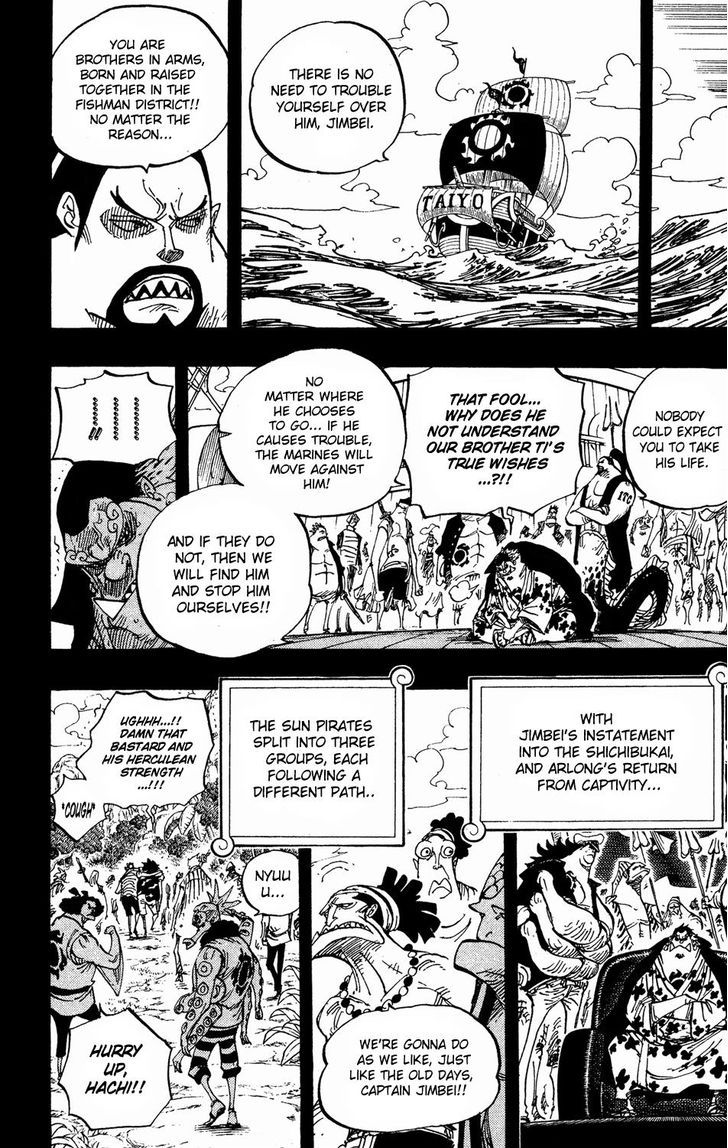 THERE IS NO
NEED TO TROUBLE
YOURSELF OVER
HIM, JIMBEI.
TAIYO
YOU ARE
BROTHERS IN ARMS,
BORN AND RAISED
TOGETHER IN THE
FISHMAN DISTRICT!!
NO MATTER THE
REASON...
NOBODY
COULD EXPECT
YOU TO TAKE
HIS LIFE.
THAT FOOL...
WHY DOES HE
NOT UNDERSTAND
OUR BROTHER TI'S
TRUE WISHES
...?!!
NO
MATTER WHERE
HE CHOOSES
TO GO... IF HE
CAUSES TROUBLE,
THE MARINES WILL
MOVE AGAINST
HIM!
AND IF THEY DO
NOT, THEN WE
WILL FIND HIM
AND STOP HIM
OURSELVES!!
WITH
JIMBEI'S INSTATEMENT
INTO THE SHICHIBUKAI,
AND ARLONG'S RETURN
FROM CAPTIVITY...
THE SUN PIRATES
SPLIT INTO THREE
GROUPS, EACH
FOLLOWING A
DIFFERENT PATH..
WE'RE GONNA DO
AS WE LIKE, JUST
LIKE THE OLD DAYS,
CAPTAIN JIMBEI!!
UGHHH...!!
DAMN THAT
BASTARD AND
HIS HERCULEAN
STRENGTH
...!!!
*COUGH*
NYUU
U...
HURRY
UP,
HACHI!!